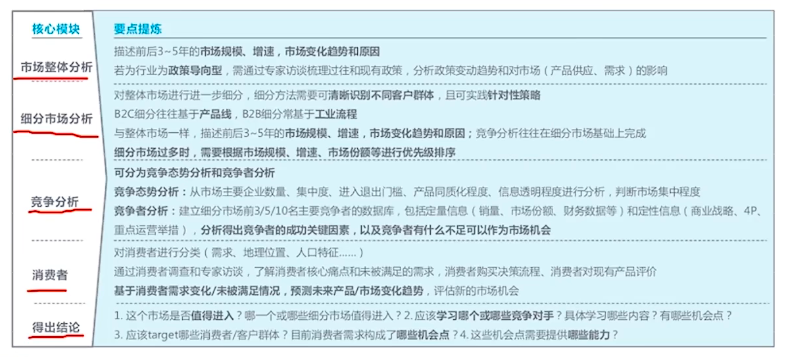 核心模块
要点提炼
市场整体分析
描述前后3~5年的市场规模、增速，市场变化趋势和原因
若为行业为政策导向型，需通过专家访谈梳理过往和现有政策，分析政策变动趋势和对市场（产品供应、需求）的影响
细分市场分析
对整体市场进行进一步细分，细分方法需要可清晰识别不同客户群体，且可实践针对性策略
B2C细分往往基于产品线，B2B细分常基于工业流程
与整体市场一样，描述前后3~5年的市场规模、增速，市场变化趋势和原因；竞争分析往往在细分市场基础上完成
细分市场过多时，需要根据市场规模、增速、市场份额等进行优先级排序
竞争分析
可分为竞争态势分析和竞争者分析
竞争态势分析：从市场主要企业数量、集中度、进入退出门槛、产品同质化程度、信息透明程度进行分析，判断市场集中程度
竞争者分析：建立细分市场前3/5/10名主要竞争者的数据库，包括定量信息（销量、市场份额、财务数据等）和定性信息（商业战略、4P、
重点运营举措），分析得出竞争者的成功关键因素，以及竞争者有什么不足可以作为市场机会
消费者
对消费者进行分类（需求、地理位置、人口特征……）
通过消费者调查和专家访谈，了解消费者核心痛点和未被满足的需求，消费者购买决策流程、消费者对现有产品评价
基于消费者需求变化/未被满足情况，预测未来产品/市场变化趋势，评估新的市场机会
得出结论
1. 这个市场是否值得进入？哪一个或哪些细分市场值得进入？2. 应该学习哪个或哪些竞争对手？具体学习哪些内容？有哪些机会点？
3. 应该target哪些消费者/客户群体？目前消费者需求构成了哪些机会点？4. 这些机会点需要提供哪些能力？